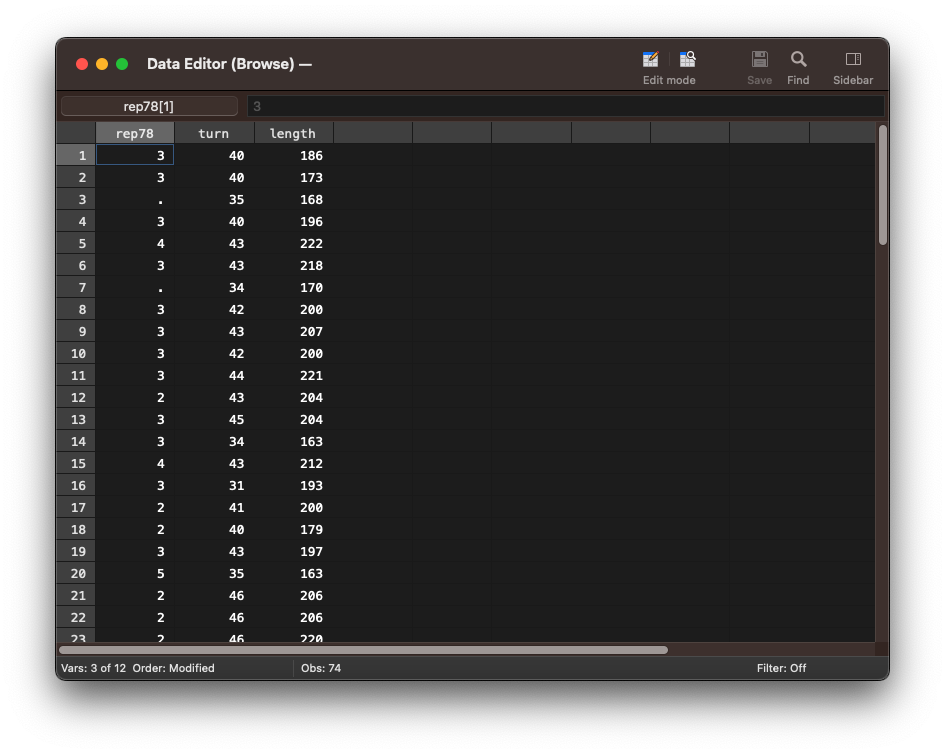 Data Editor (Browse) —
Edit mode Save Find Sidebar
rep78[1] 3
rep78 turn length
1 3 40 186
2 3 40 173
3 . 35 168
4 3 40 196
5 4 43 222
6 3 43 218
7 . 34 170
8 3 42 200
9 3 43 207
10 3 42 200
11 3 44 221
12 2 43 204
13 3 45 204
14 3 34 163
15 4 43 212
16 3 31 193
17 2 41 200
18 2 40 179
19 3 43 197
20 5 35 163
21 2 46 206
22 2 46 206
23 2 46 220
Vars: 3 of 12 Order: Modified Obs: 74 Filter: Off